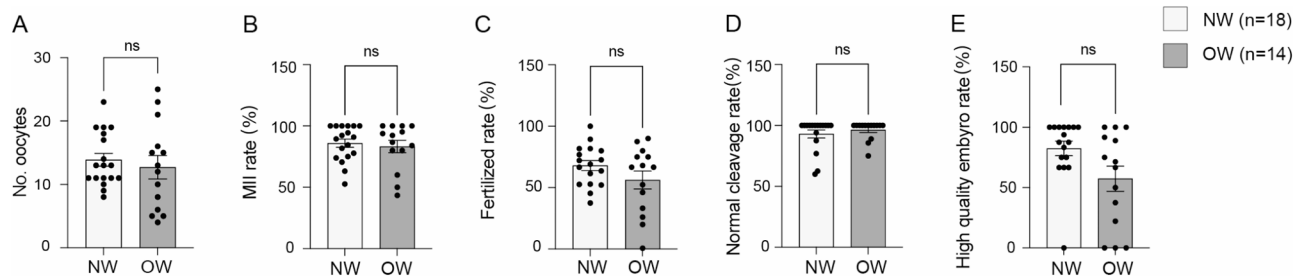 A
No. oocytes
30
20
10
0
ns
NW
OW
B
MII rate (%)
150
100
50
0
ns
NW
OW
C
Fertilized rate (%)
150
100
50
0
ns
NW
OW
D
Normal cleavage rate(%)
150
100
50
0
ns
NW
OW
E
High quality embyro rate(%)
150
100
50
0
ns
NW
OW
NW (n=18)
OW (n=14)